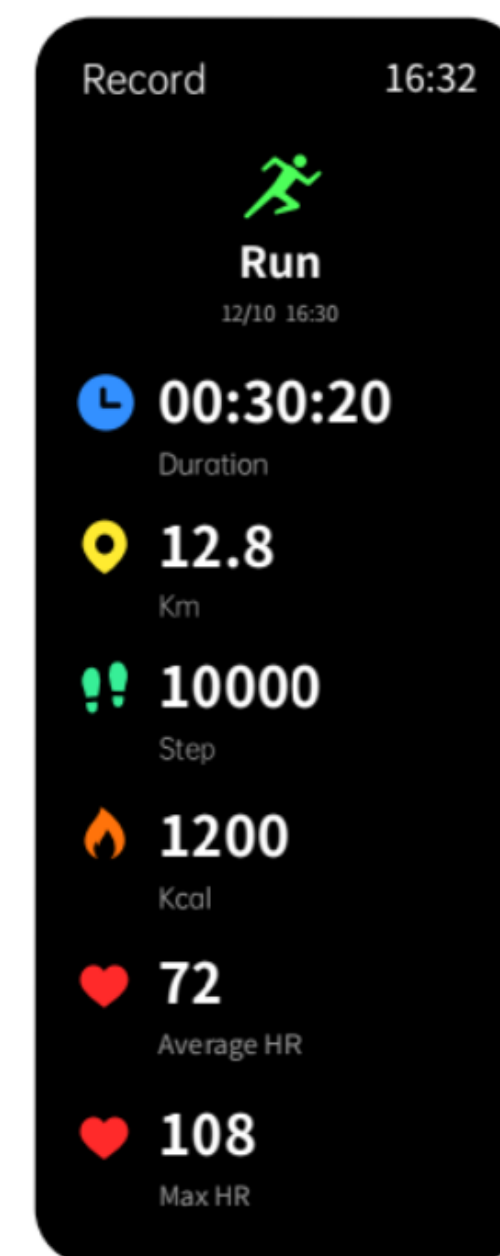 Record 16:32
Run
12/10 16:30
00:30:20
Duration
12.8
Km
10000
Step
1200
Kcal
72
Average HR
108
Max HR